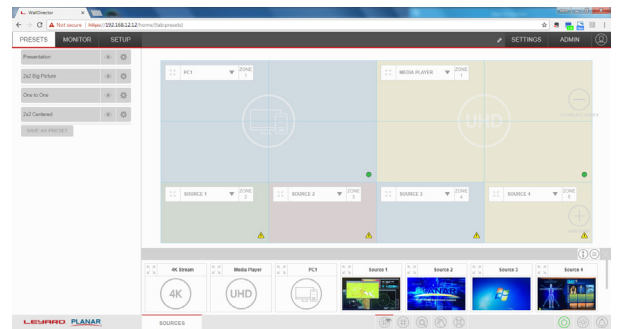 WallDirector
Not secure | https://192.168.12.12/home/(tab:presets)
PRESETS MONITOR SETUP SETTINGS ADMIN
Presentation
2x2 Big Picture
One to One
2x2 Centered
SAVE AS PRESET
PC1 ZONE 1
MEDIA PLAYER ZONE 1
UHD
SOURCE 1 ZONE 2
SOURCE 2 ZONE 3
SOURCE 3 ZONE 4
SOURCE 4 ZONE 5
4K Stream Media Player PC1 Source 1 Source 2 Source 3 Source 4
4K UHD PLANAR
LEYARD PLANAR SOURCES